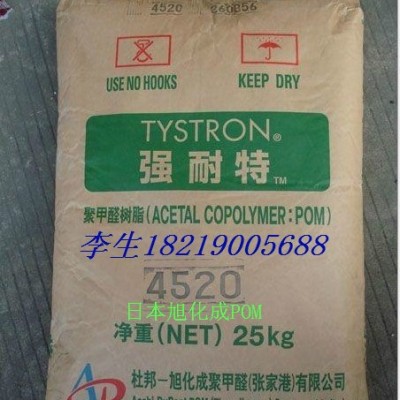 4520 260856
USE NO HOOKS KEEP DRY
TYSTRON®
强耐特™
聚甲醛树脂(ACETAL COPOLYMER:POM)
李生18219005688
4520
日本旭化成POM
净重(NET) 25kg
杜邦－旭化成聚甲醛(张家港)有限公司